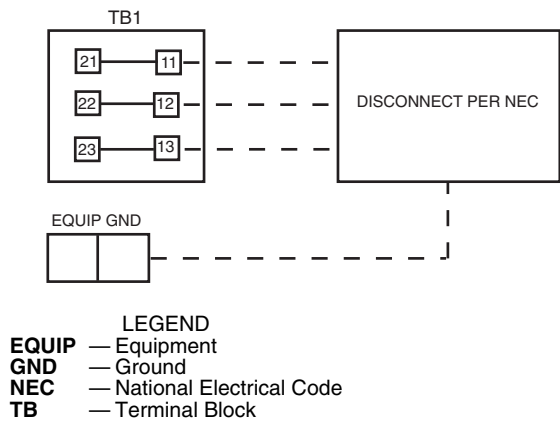 TB1
21 11
22 12
23 13
DISCONNECT PER NEC
EQUIP GND
LEGEND
EQUIP — Equipment
GND — Ground
NEC — National Electrical Code
TB — Terminal Block